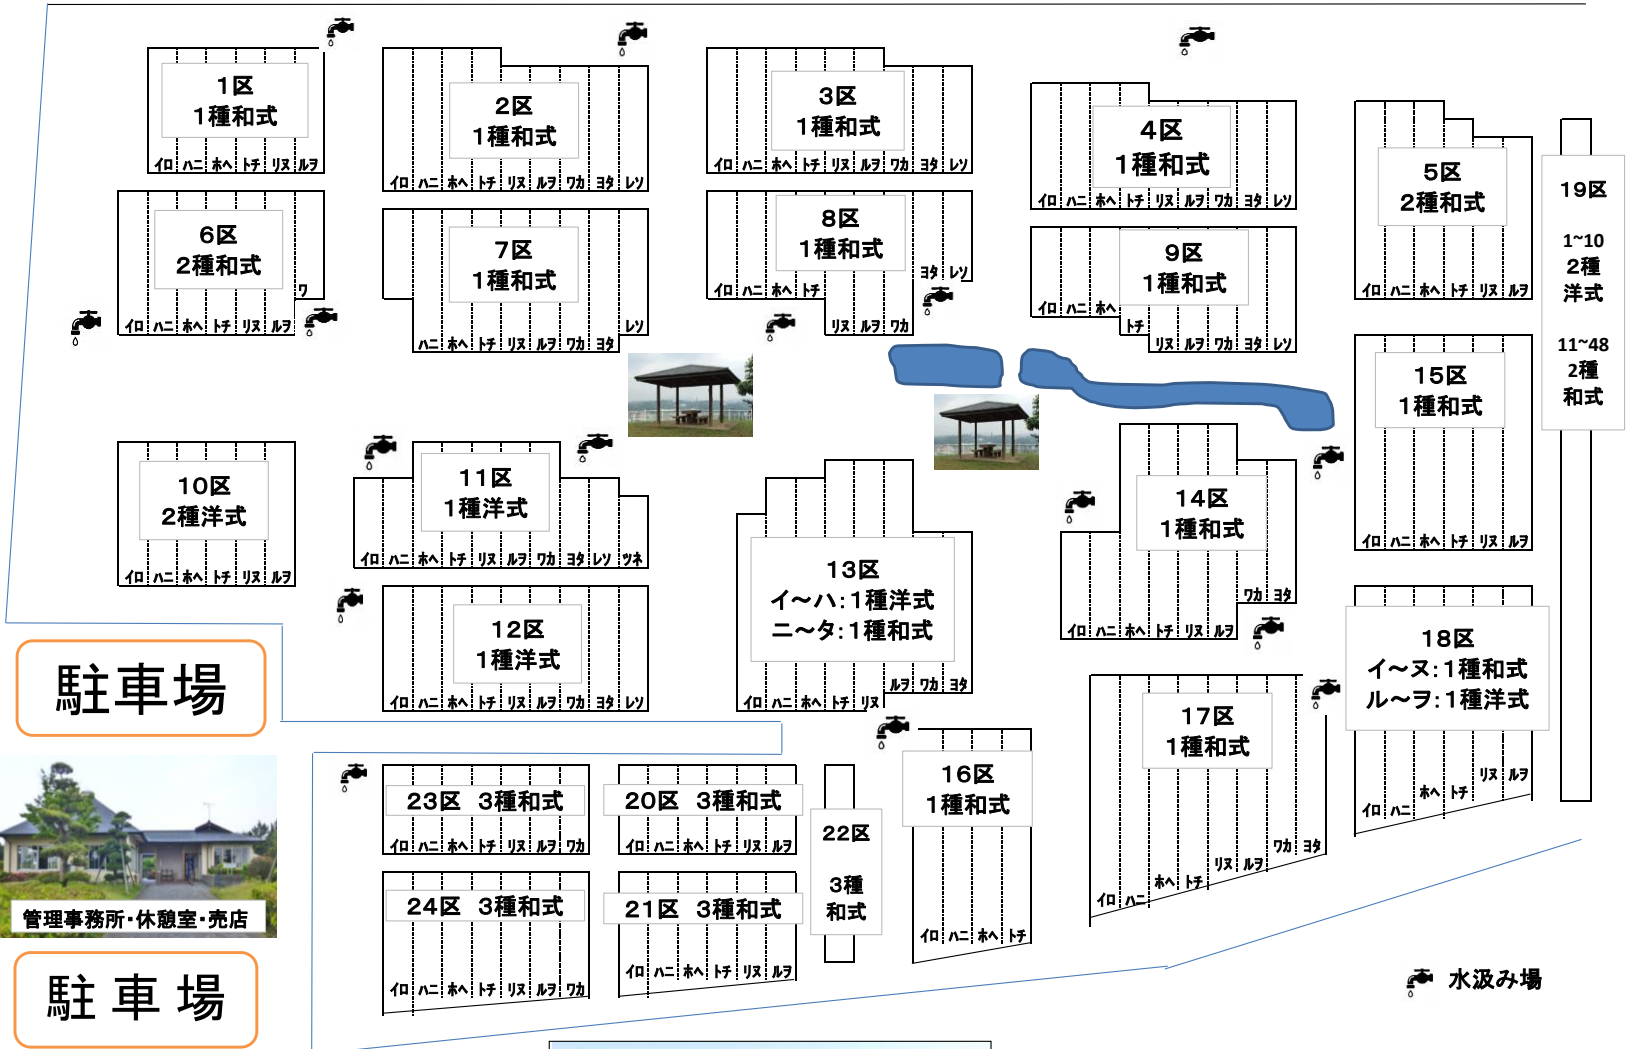 1区
1種和式
イロ ハニ ホヘ トチ リヌ ルヲ
2区
1種和式
イロ ハニ ホヘ トチ リヌ ルヲ ワカ ヨタ レソ
3区
1種和式
イロ ハニ ホヘ トチ リヌ ルヲ ワカ ヨタ レソ
4区
1種和式
イロ ハニ ホヘ トチ リヌ ルヲ ワカ ヨタ レソ
5区
2種和式
イロ ハニ ホヘ トチ リヌ ルヲ
19区
1~10
2種
洋式
11~48
2種
和式
6区
2種和式
ワ
イロ ハニ ホヘ トチ リヌ ルヲ
7区
1種和式
レソ
ハニ ホヘ トチ リヌ ルヲ ワカ ヨタ
8区
1種和式
ヨタ レソ
イロ ハニ ホヘ トチ
リヌ ルヲ ワカ
9区
1種和式
イロ ハニ ホヘ
トチ
リヌ ルヲ ワカ ヨタ レソ
15区
1種和式
イロ ハニ ホヘ トチ リヌ ルヲ
10区
2種洋式
イロ ハニ ホヘ トチ リヌ ルヲ
11区
1種洋式
イロ ハニ ホヘ トチ リヌ ルヲ ワカ ヨタ レソ ツネ
12区
1種洋式
イロ ハニ ホヘ トチ リヌ ルヲ ワカ ヨタ レソ
13区
イ～ハ：1種洋式
ニ～タ：1種和式
ルヲ ワカ ヨタ
イロ ハニ ホヘ トチ リヌ
14区
1種和式
ワカ ヨタ
イロ ハニ ホヘ トチ リヌ ルヲ
18区
イ～ヌ：1種和式
ル～ヲ：1種洋式
リヌ ルヲ
ホヘ トチ
イロ ハニ
17区
1種和式
ワカ ヨタ
リヌ ルヲ
ホヘ トチ
イロ ハニ
16区
1種和式
イロ ハニ ホヘ トチ
駐車場
管理事務所・休憩室・売店
駐車場
23区 3種和式
イロ ハニ ホヘ トチ リヌ ルヲ ワカ
20区 3種和式
イロ ハニ ホヘ トチ リヌ ルヲ
22区
3種
和式
24区 3種和式
イロ ハニ ホヘ トチ リヌ ルヲ ワカ
21区 3種和式
イロ ハニ ホヘ トチ リヌ ルヲ
水汲み場